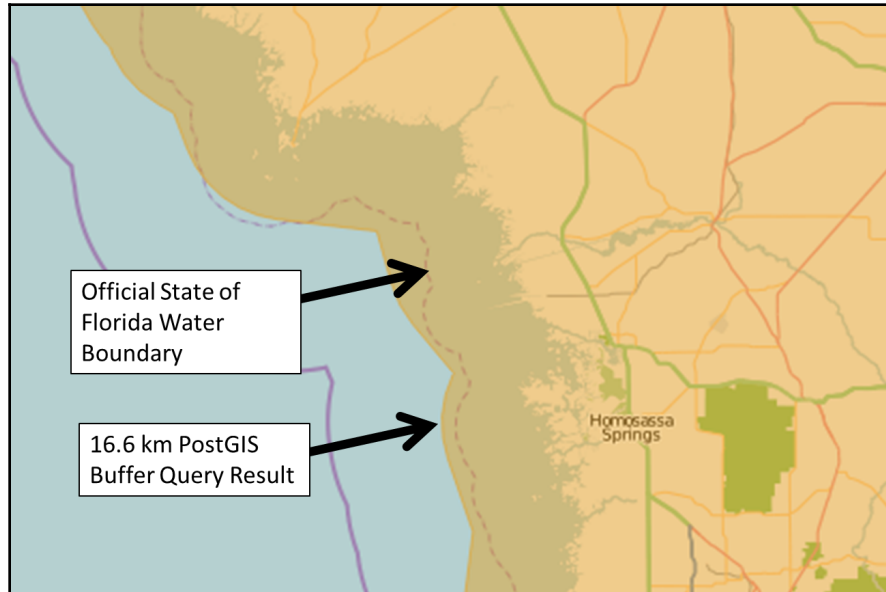 Official State of
Florida Water
Boundary
16.6 km PostGIS
Buffer Query Result
Homosassa
Springs